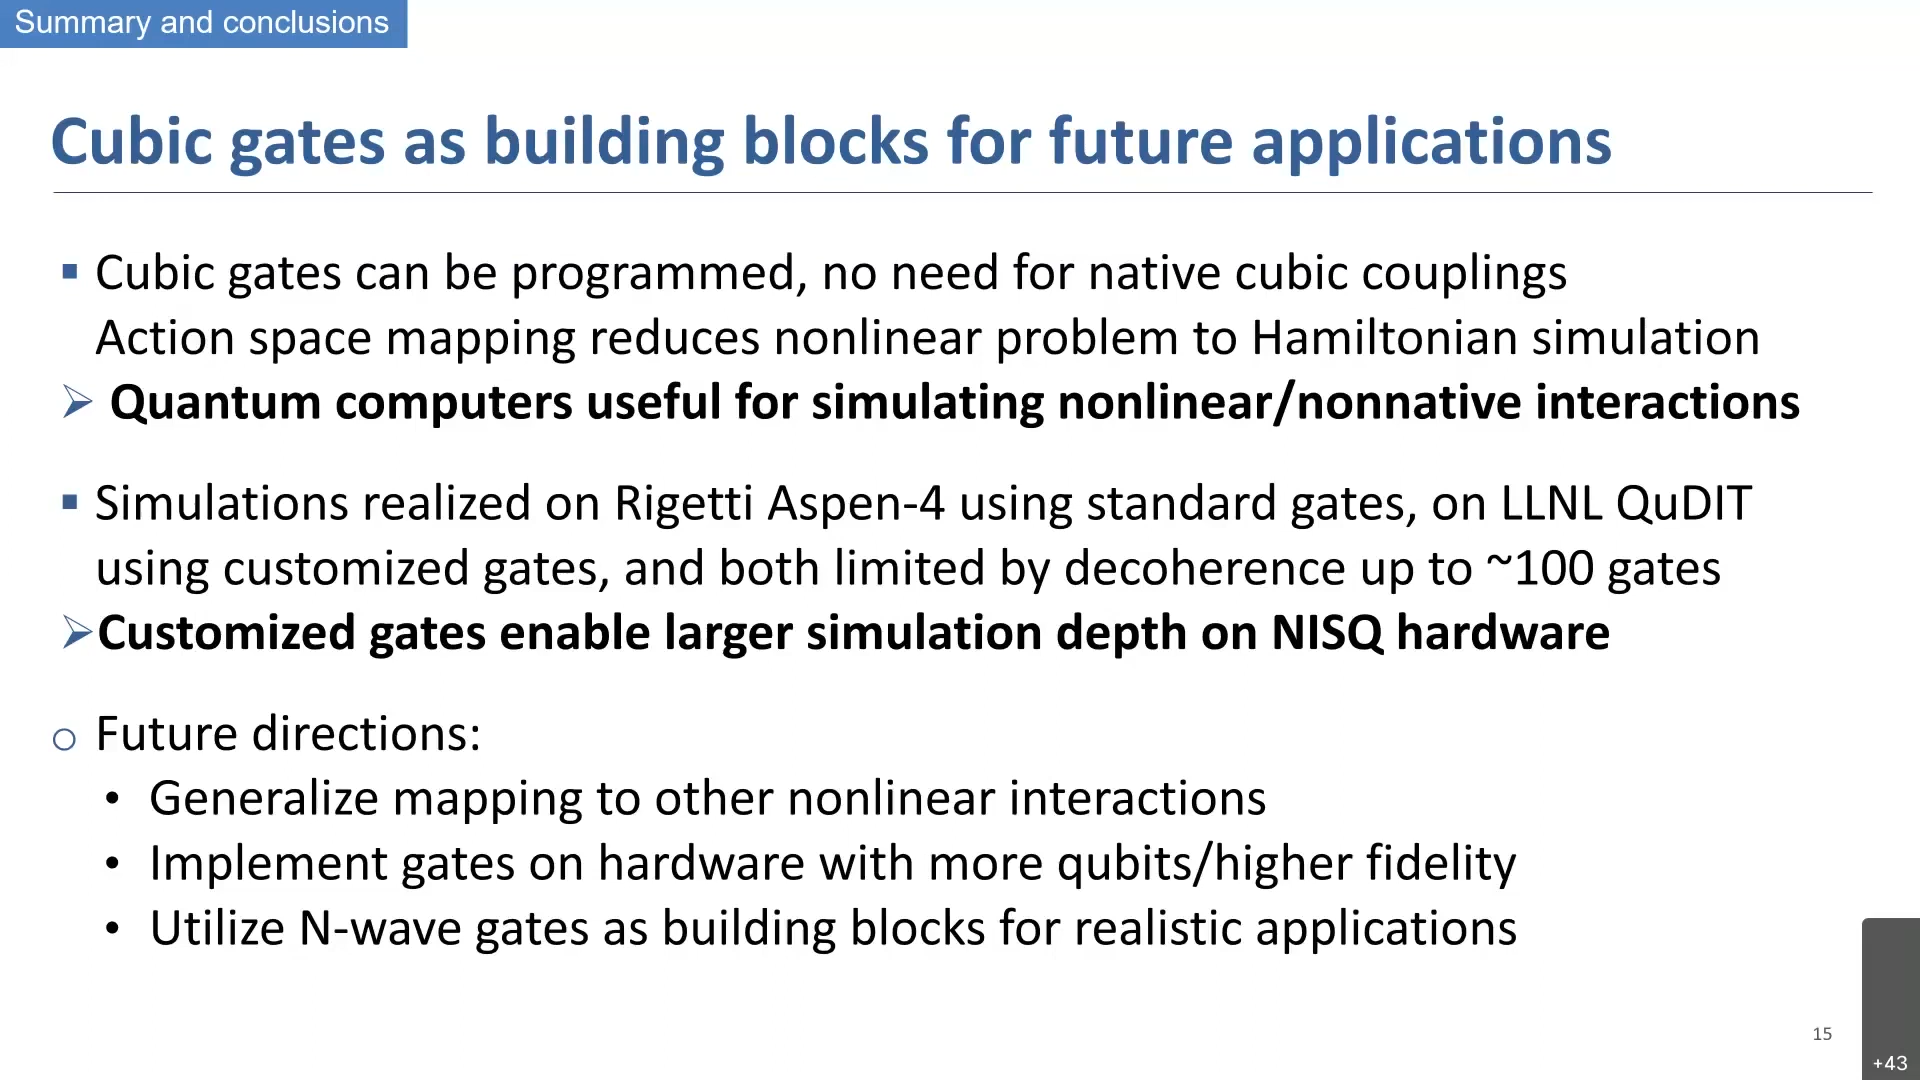 Summary and conclusions
Cubic gates as building blocks for future applications
▪ Cubic gates can be programmed, no need for native cubic couplings
Action space mapping reduces nonlinear problem to Hamiltonian simulation
➢ Quantum computers useful for simulating nonlinear/nonnative interactions
▪ Simulations realized on Rigetti Aspen-4 using standard gates, on LLNL QuDIT
using customized gates, and both limited by decoherence up to ~100 gates
➢Customized gates enable larger simulation depth on NISQ hardware
o Future directions:
• Generalize mapping to other nonlinear interactions
• Implement gates on hardware with more qubits/higher fidelity
• Utilize N-wave gates as building blocks for realistic applications
15
+43